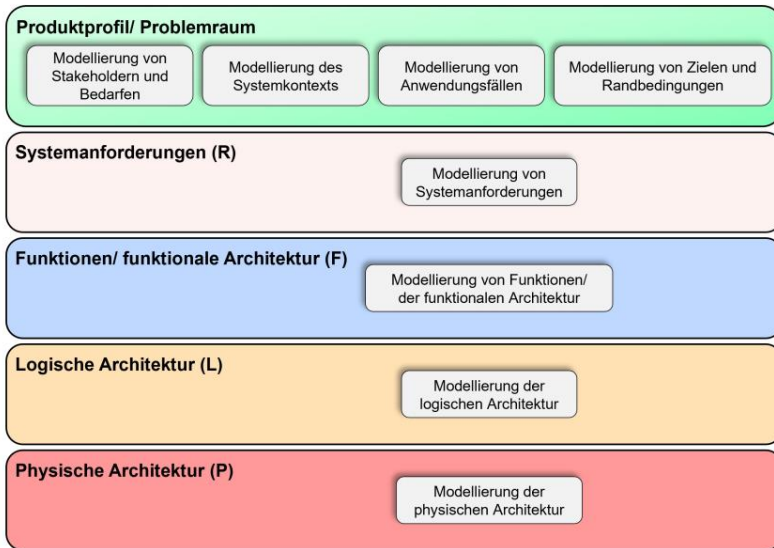 Produktprofil/ Problemraum
Modellierung von
Stakeholdern und
Bedarfen
Modellierung des
Systemkontexts
Modellierung von
Anwendungsfällen
Modellierung von Zielen und
Randbedingungen
Systemanforderungen (R)
Modellierung von
Systemanforderungen
Funktionen/ funktionale Architektur (F)
Modellierung von Funktionen/
der funktionalen Architektur
Logische Architektur (L)
Modellierung der
logischen Architektur
Physische Architektur (P)
Modellierung der
physischen Architektur